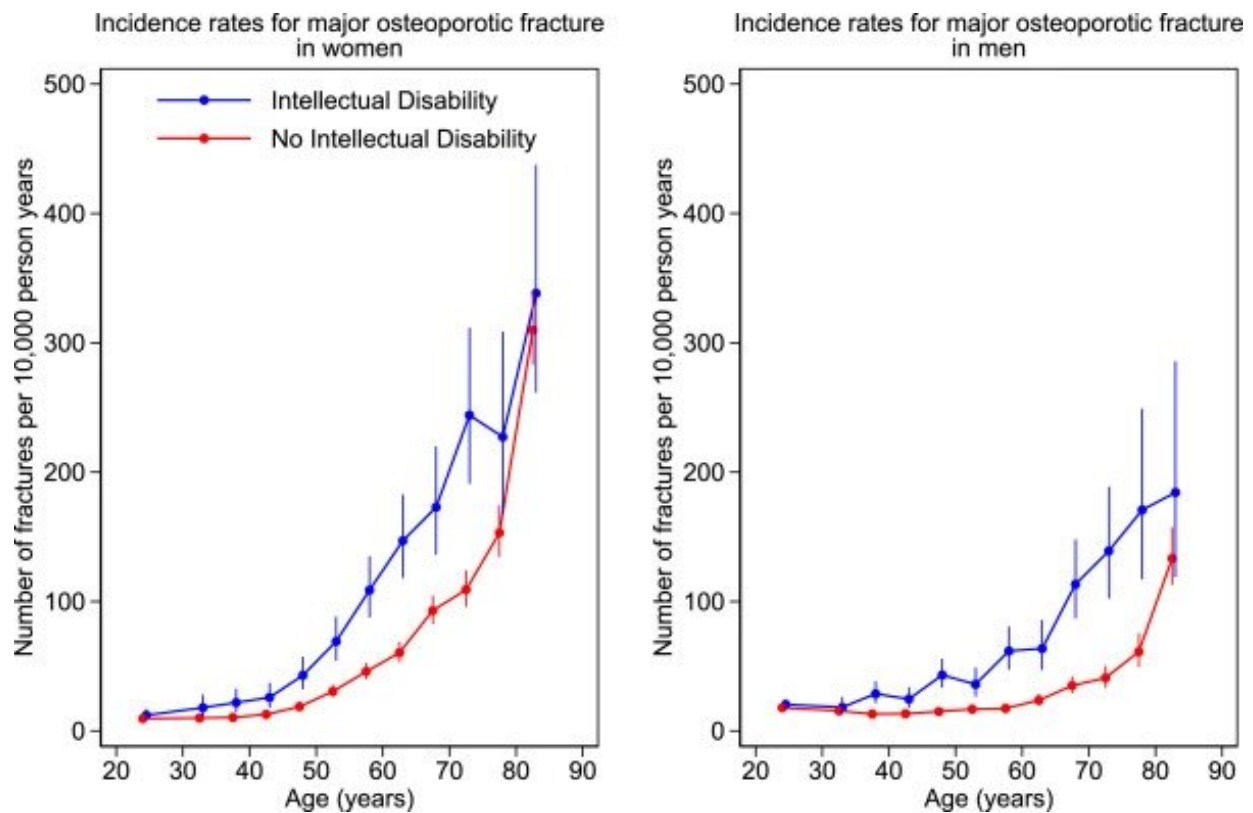 Incidence rates for major osteoporotic fracture
in women
Number of fractures per 10,000 person years
500
400
300
200
100
0
Intellectual Disability
No Intellectual Disability
20 30 40 50 60 70 80 90
Age (years)
Incidence rates for major osteoporotic fracture
in men
Number of fractures per 10,000 person years
500
400
300
200
100
0
20 30 40 50 60 70 80 90
Age (years)